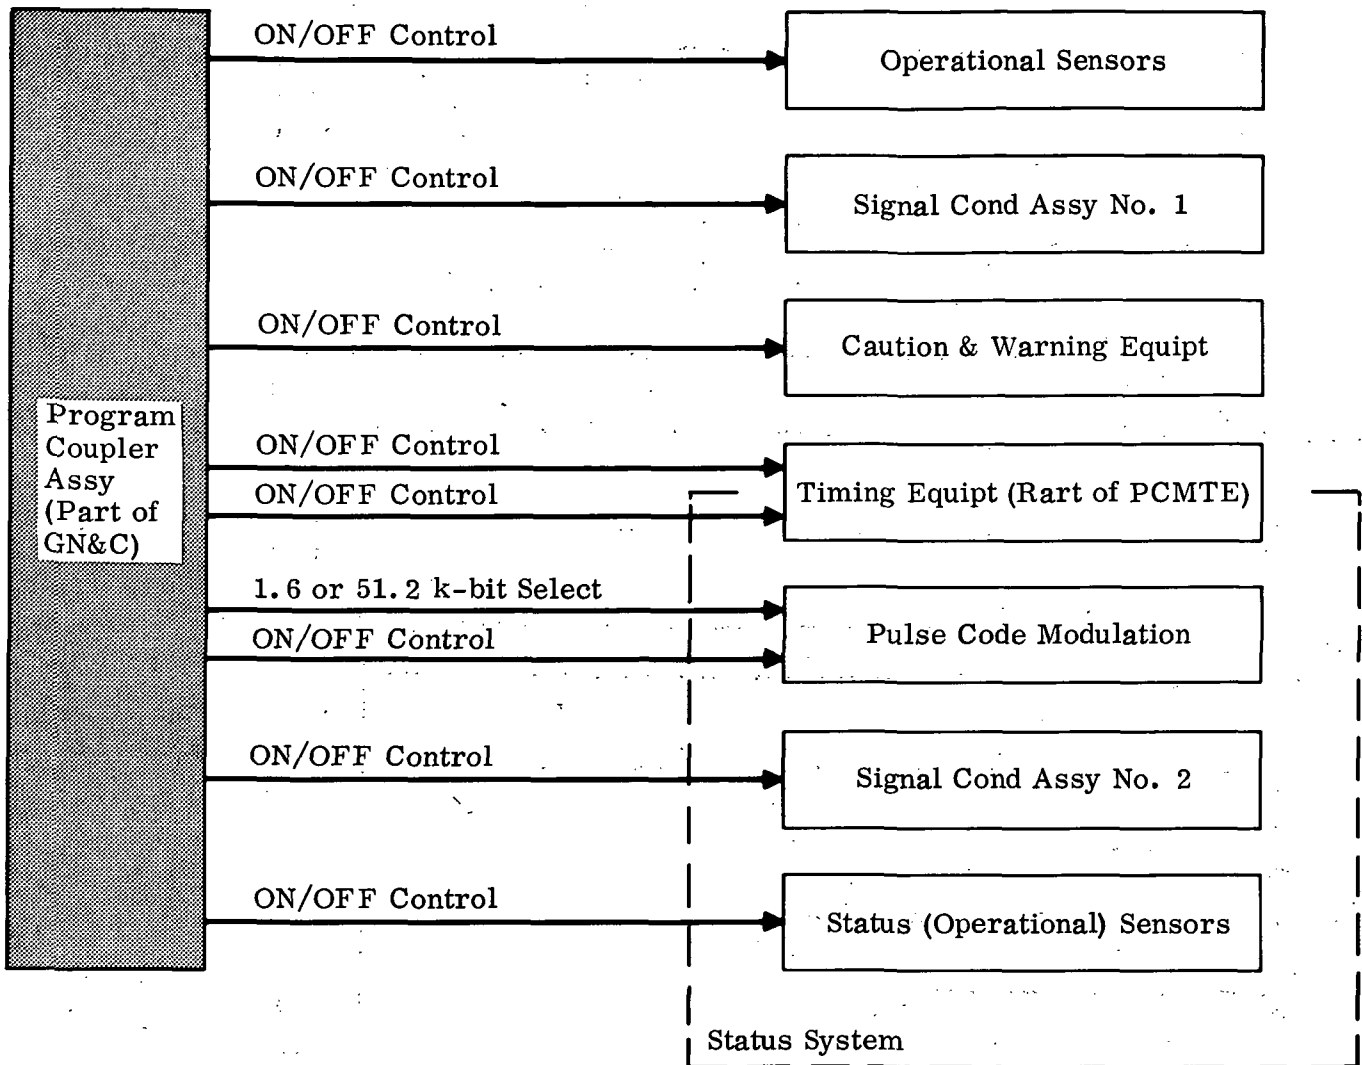 ON/OFF Control
Operational Sensors
ON/OFF Control
Signal Cond Assy No. 1
ON/OFF Control
Caution & Warning Equipt
Program
Coupler
Assy
(Part of
GN&C)
ON/OFF Control
ON/OFF Control
Timing Equipt (Rart of PCMTE)
1.6 or 51.2 k-bit Select
ON/OFF Control
Pulse Code Modulation
ON/OFF Control
Signal Cond Assy No. 2
ON/OFF Control
Status (Operational) Sensors
Status System